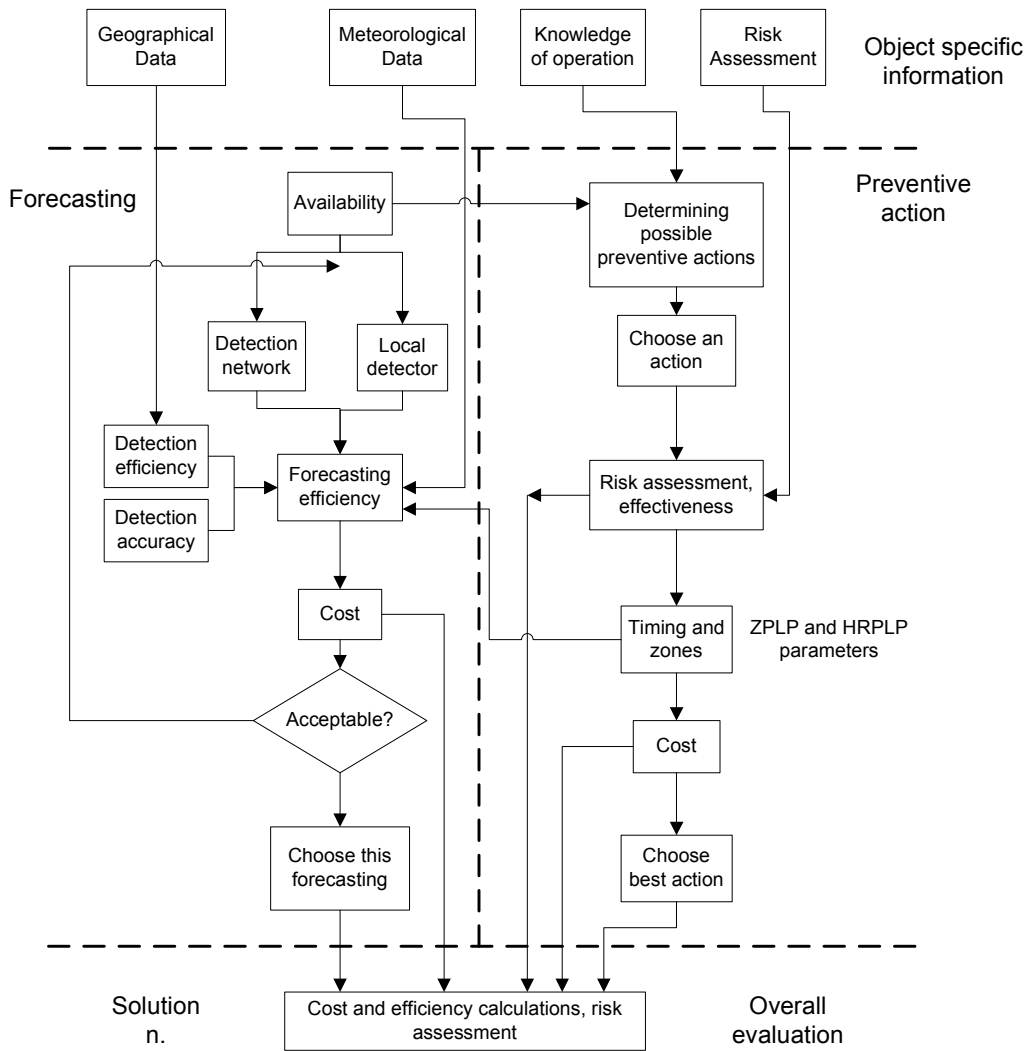 Geographical
Data
Meteorological
Data
Knowledge
of operation
Risk
Assessment
Object specific
information
Forecasting
Preventive
action
Availability
Determining
possible
preventive actions
Detection
network
Local
detector
Choose an
action
Detection
efficiency
Detection
accuracy
Forecasting
efficiency
Risk assessment,
effectiveness
Cost
Timing and
zones
ZPLP and HRPLP
parameters
Acceptable?
Cost
Choose this
forecasting
Choose
best action
Solution
n.
Cost and efficiency calculations, risk
assessment
Overall
evaluation